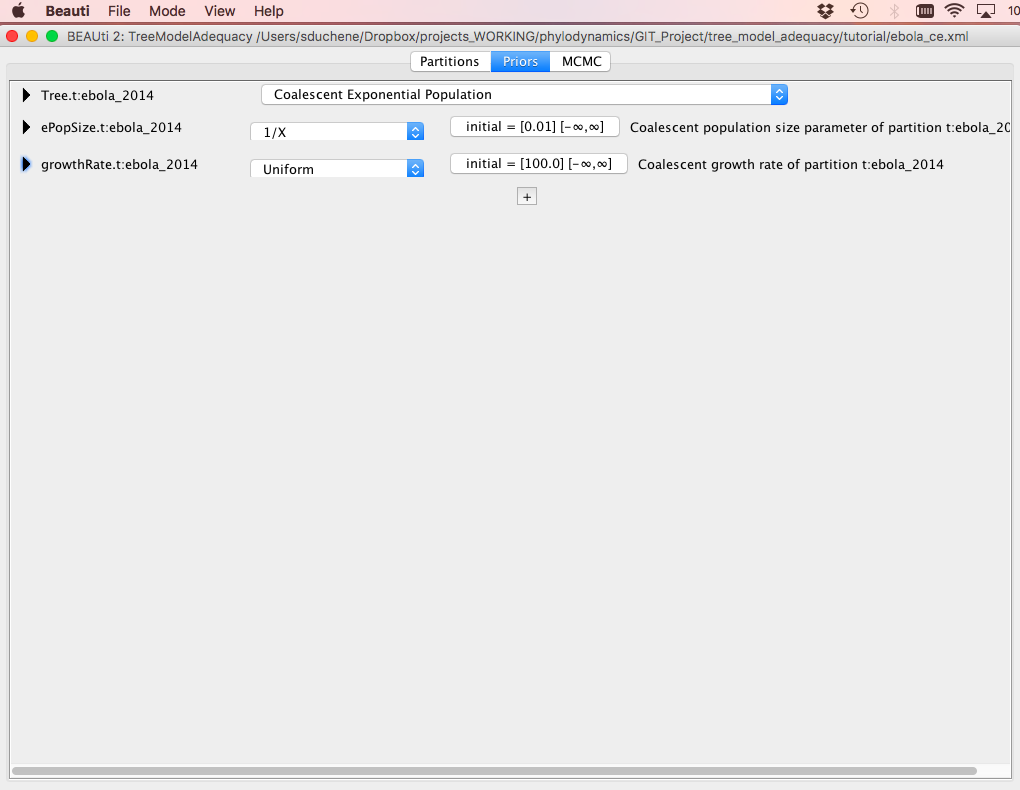 Beauti File Mode View Help 10
BEAUti 2: TreeModelAdequacy /Users/sduchene/Dropbox/projects_WORKING/phylodynamics/GIT_Project/tree_model_adequacy/tutorial/ebola_ce.xml
Partitions Priors MCMC
Tree.t:ebola_2014 Coalescent Exponential Population
ePopSize.t:ebola_2014 1/X initial = [0.01] [-∞,∞] Coalescent population size parameter of partition t:ebola_20
growthRate.t:ebola_2014 Uniform initial = [100.0] [-∞,∞] Coalescent growth rate of partition t:ebola_2014
+